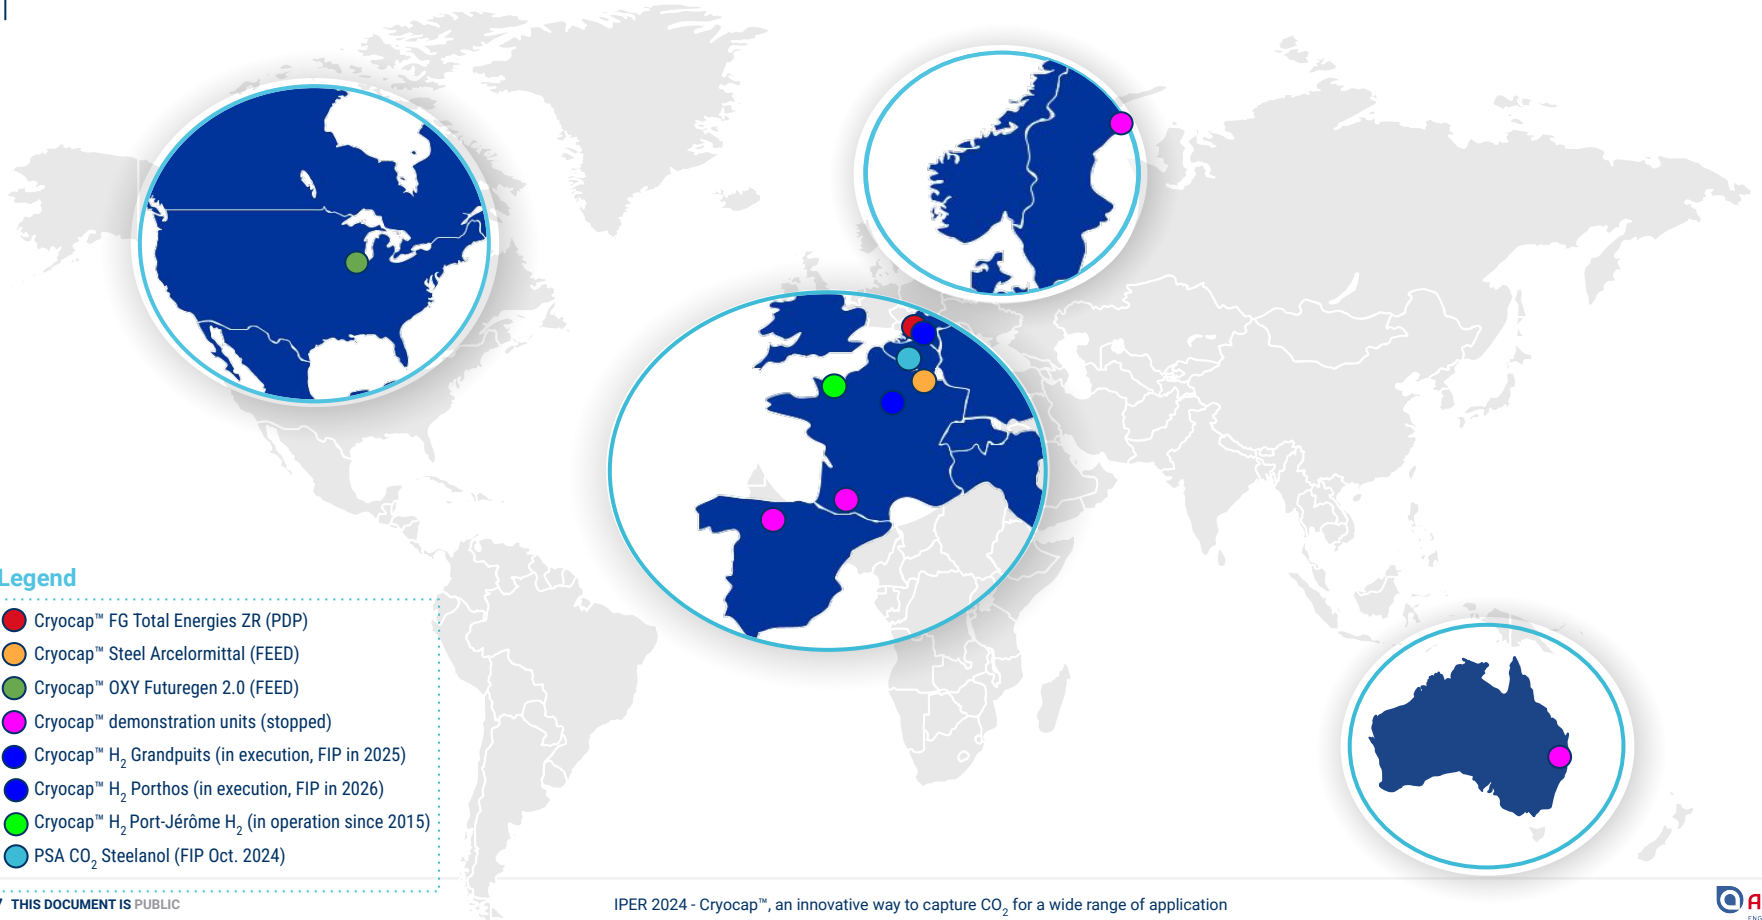 Legend
Cryocap™ FG Total Energies ZR (PDP)
Cryocap™ Steel Arcelormittal (FEED)
Cryocap™ OXY Futuregen 2.0 (FEED)
Cryocap™ demonstration units (stopped)
Cryocap™ H₂ Grandpuits (in execution, FIP in 2025)
Cryocap™ H₂ Porthos (in execution, FIP in 2026)
Cryocap™ H₂ Port-Jérôme H₂ (in operation since 2015)
PSA CO₂ Steelanol (FIP Oct. 2024)
THIS DOCUMENT IS PUBLIC
IPER 2024 - Cryocap™, an innovative way to capture CO₂ for a wide range of application